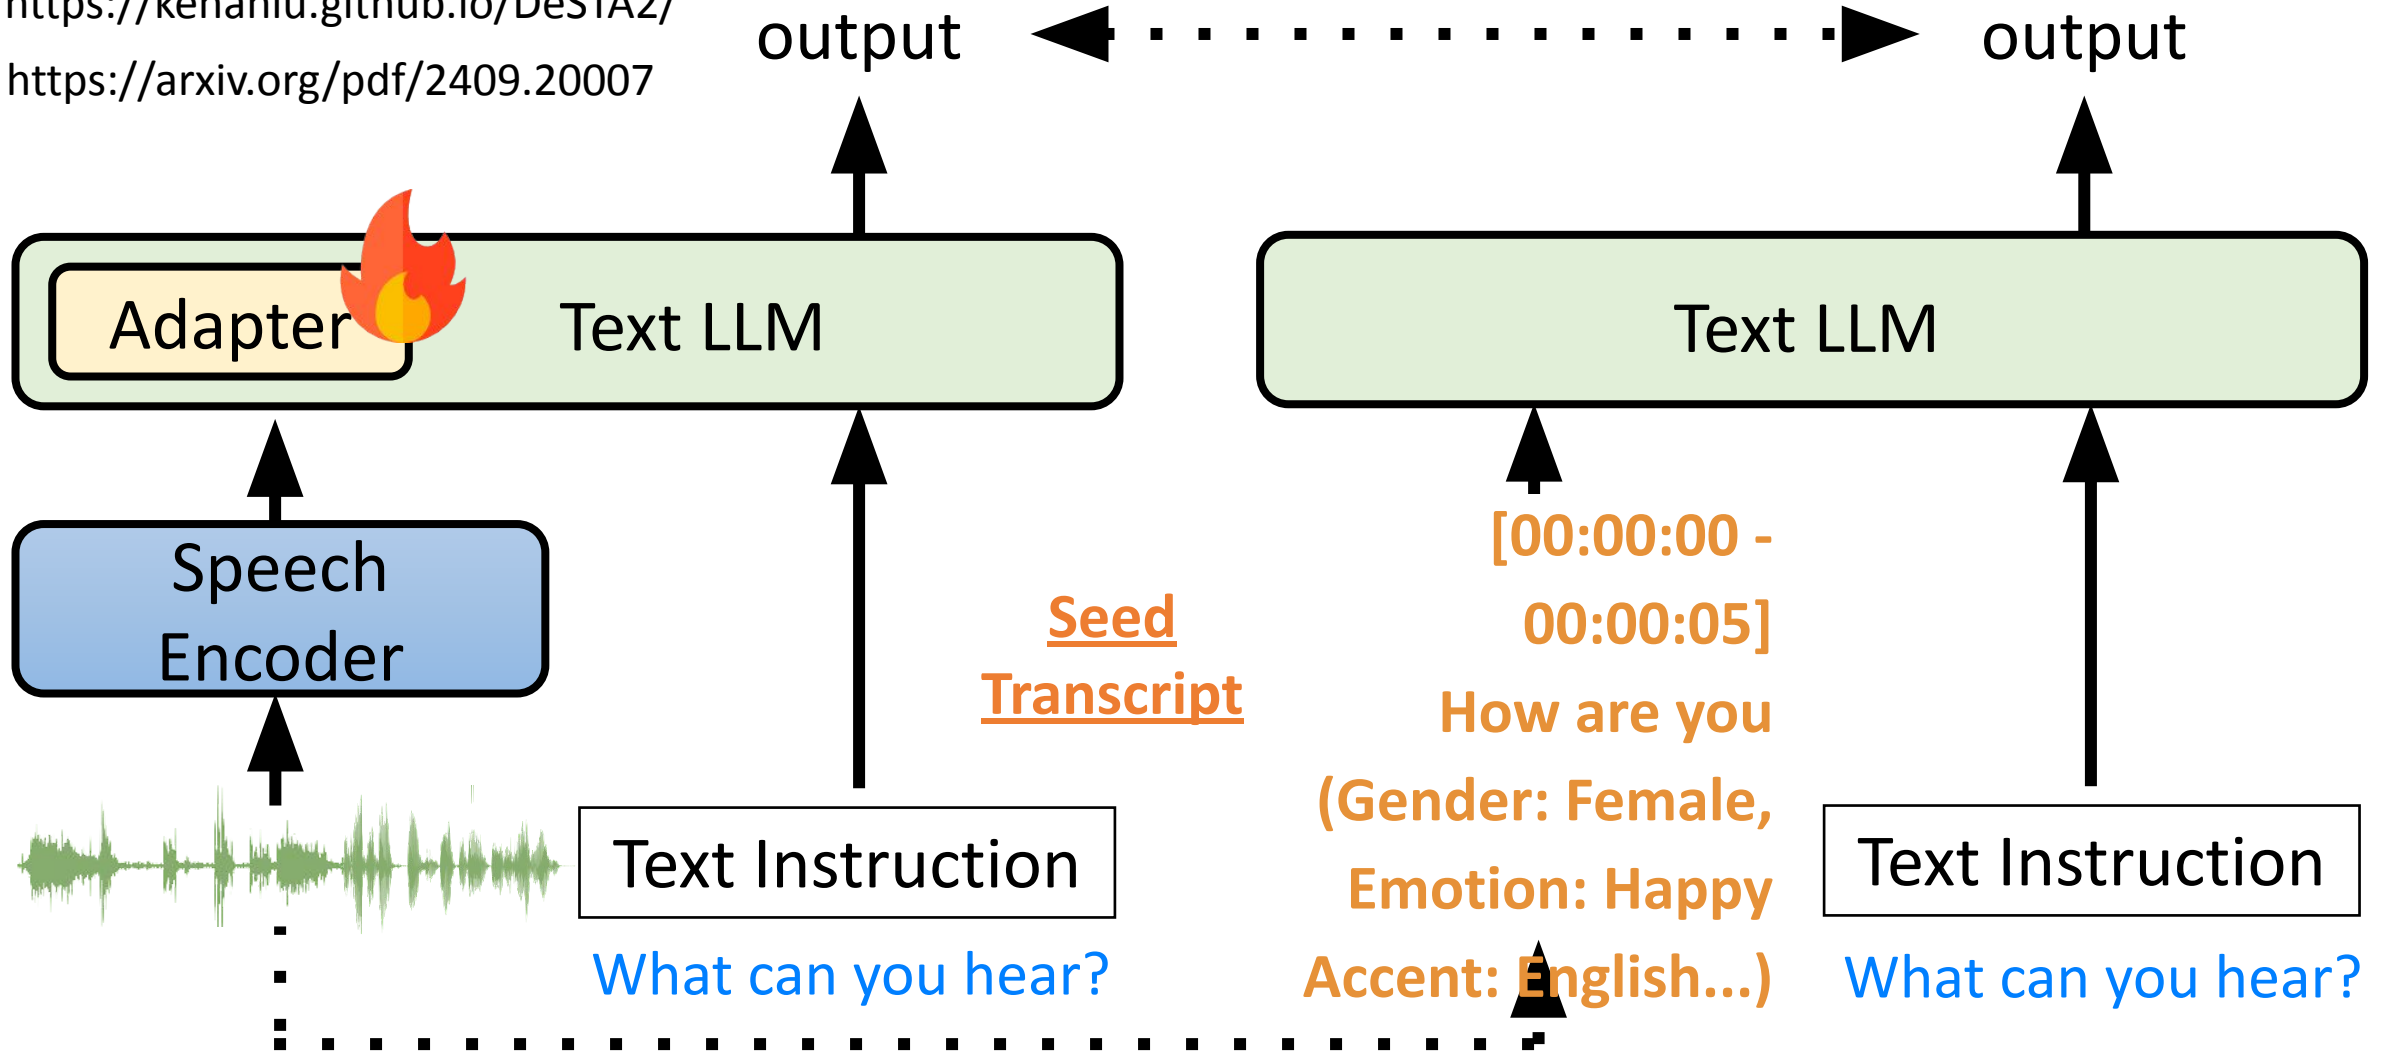 https://kehanlu.github.io/DeSTA2/
https://arxiv.org/pdf/2409.20007
output
output
Adapter
Text LLM
Text LLM
Speech
Encoder
Seed
Transcript
[00:00:00 -
00:00:05]
How are you
(Gender: Female,
Emotion: Happy
Accent: English...)
Text Instruction
What can you hear?
Text Instruction
What can you hear?